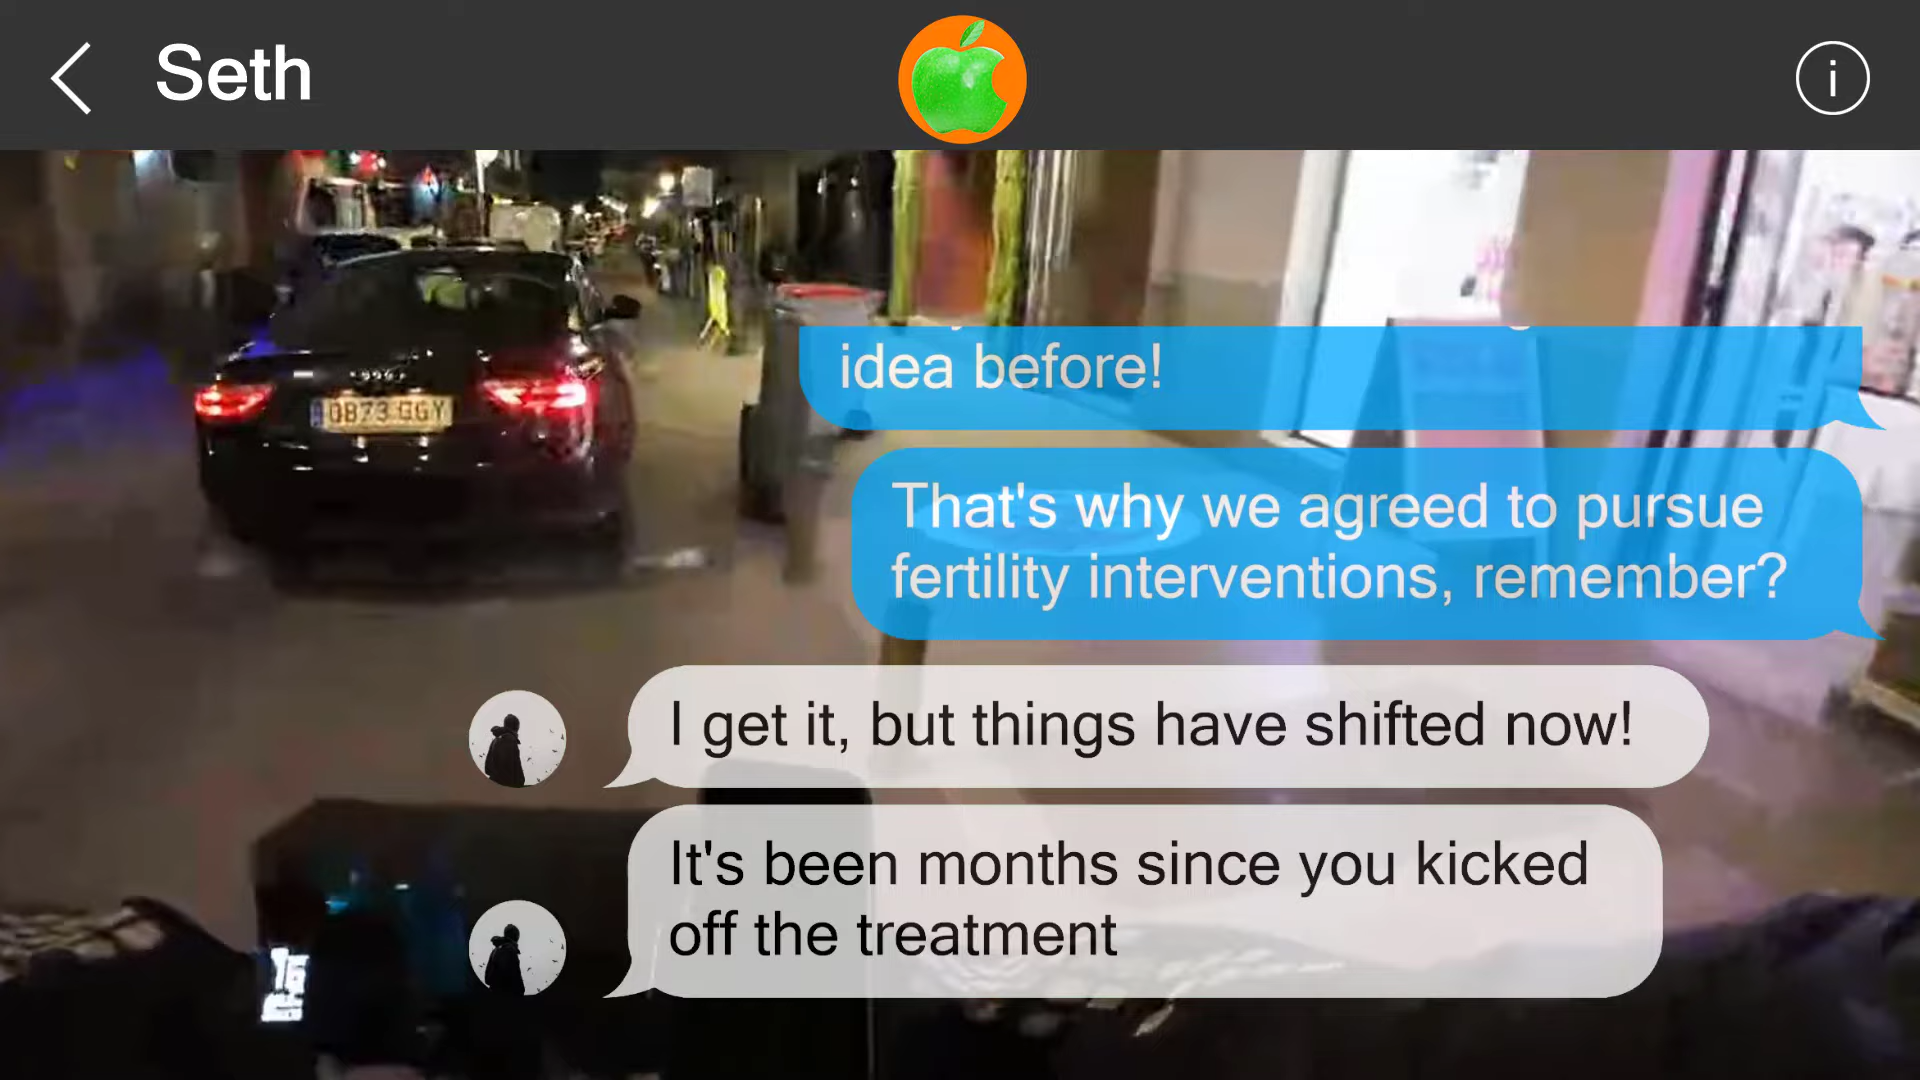 Seth
i
idea before!
That's why we agreed to pursue
fertility interventions, remember?
I get it, but things have shifted now!
It's been months since you kicked
off the treatment